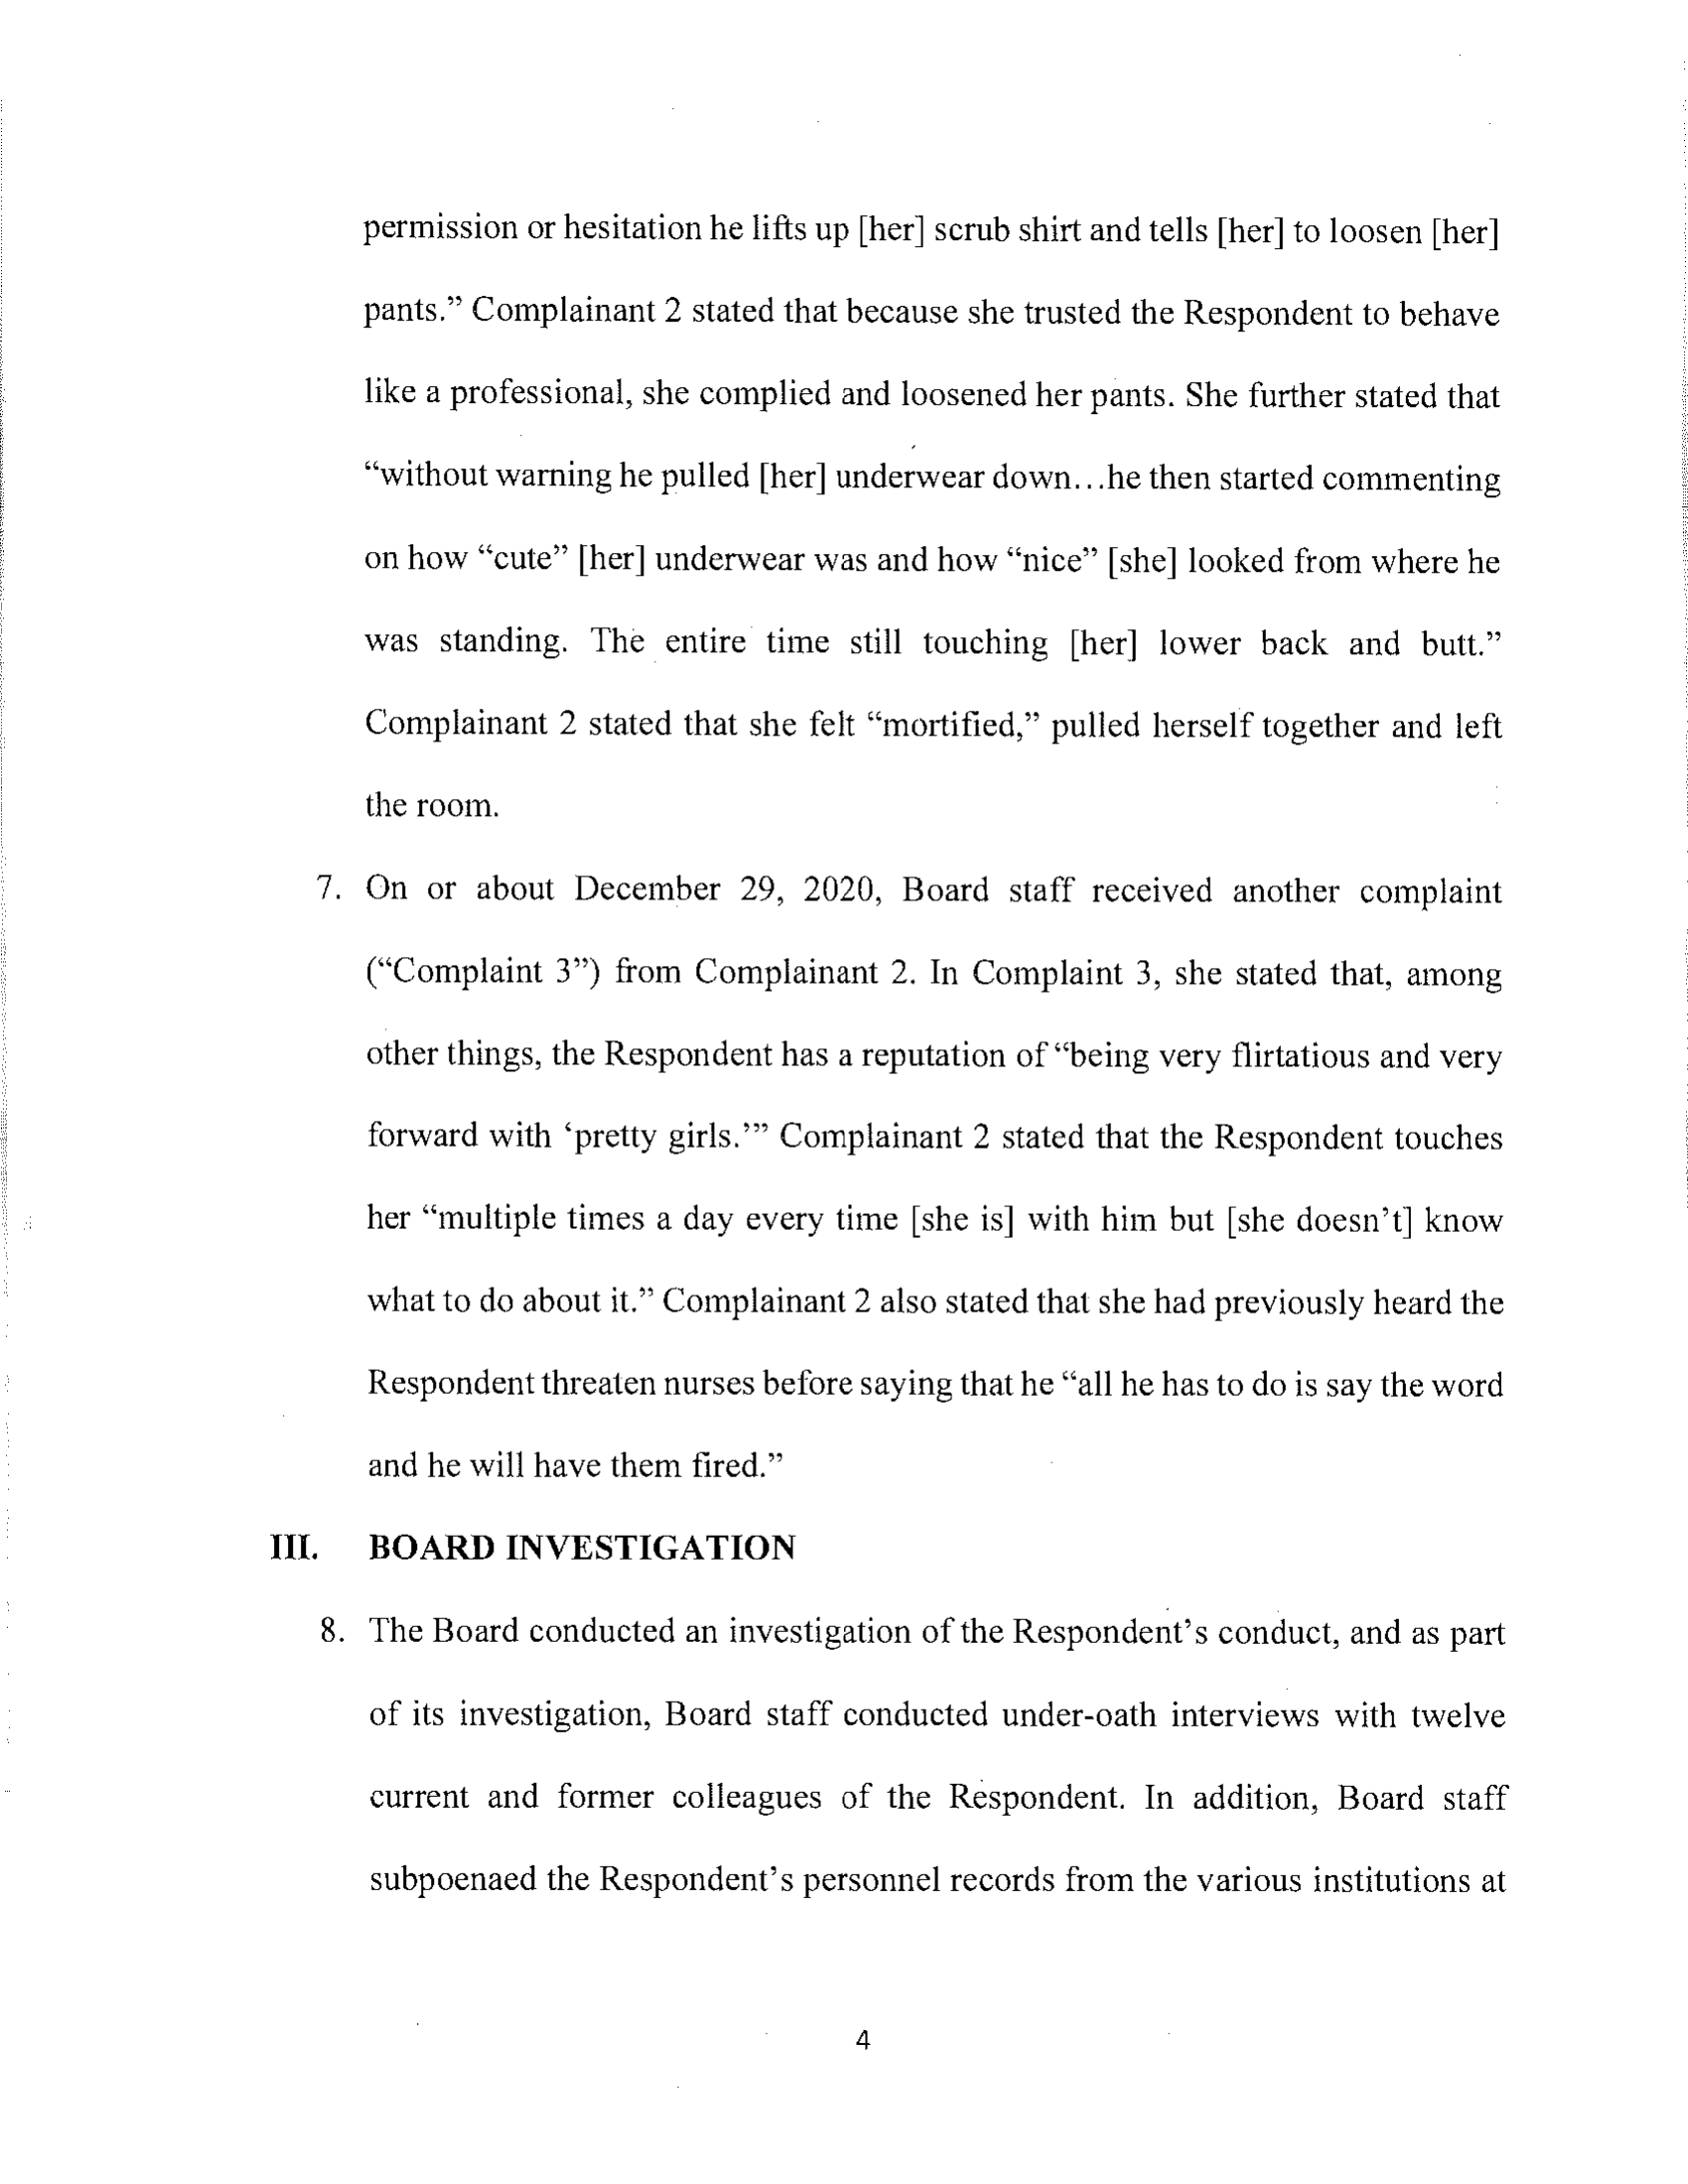 permission or hesitation he lifts up [her] scrub shirt and tells [her] to loosen [her]
pants.” Complainant 2 stated that because she trusted the Respondent to behave
like a professional, she complied and loosened her pants. She further stated that
“without warning he pulled [her] underwear down…he then started commenting
on how “cute” [her] underwear was and how “nice” [she] looked from where he
was standing. The entire time still touching [her] lower back and butt.”
Complainant 2 stated that she felt “mortified,” pulled herself together and left
the room.
7. On or about December 29, 2020, Board staff received another complaint
(“Complaint 3”) from Complainant 2. In Complaint 3, she stated that, among
other things, the Respondent has a reputation of “being very flirtatious and very
forward with ‘pretty girls.’” Complainant 2 stated that the Respondent touches
her “multiple times a day every time [she is] with him but [she doesn’t] know
what to do about it.” Complainant 2 also stated that she had previously heard the
Respondent threaten nurses before saying that he “all he has to do is say the word
and he will have them fired.”
III. BOARD INVESTIGATION
8. The Board conducted an investigation of the Respondent’s conduct, and as part
of its investigation, Board staff conducted under-oath interviews with twelve
current and former colleagues of the Respondent. In addition, Board staff
subpoenaed the Respondent’s personnel records from the various institutions at
4